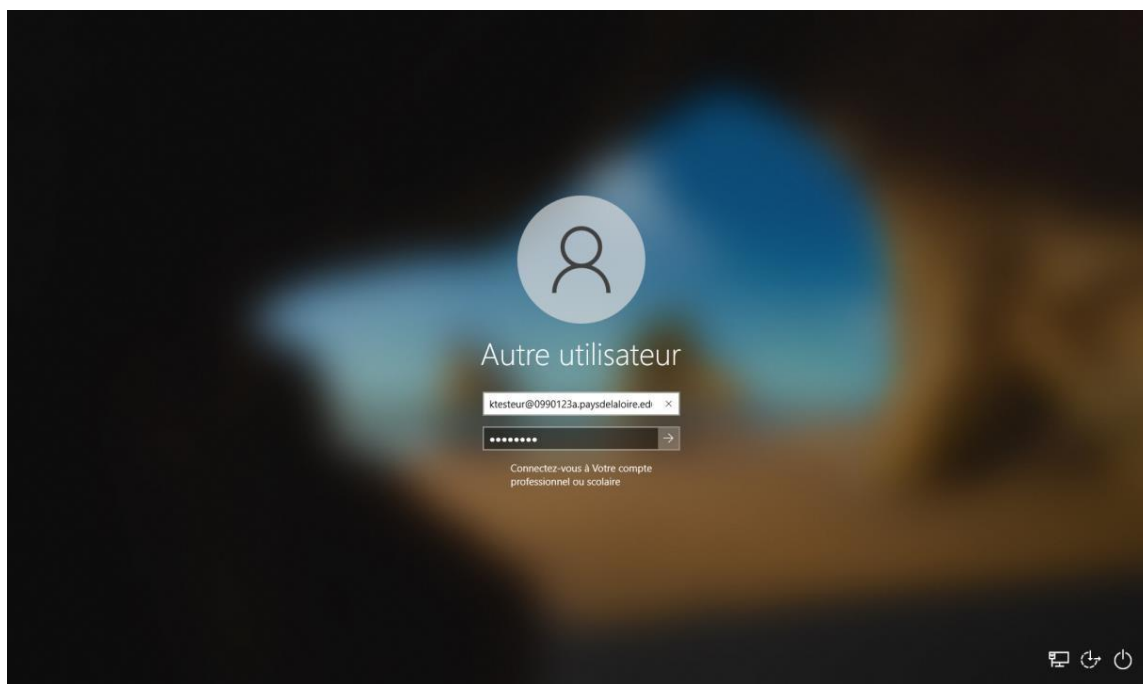 Autre utilisateur
ktesteur@0990123a.paysdelaloire.ed
••••••••
Connectez-vous à Votre compte
professionnel ou scolaire